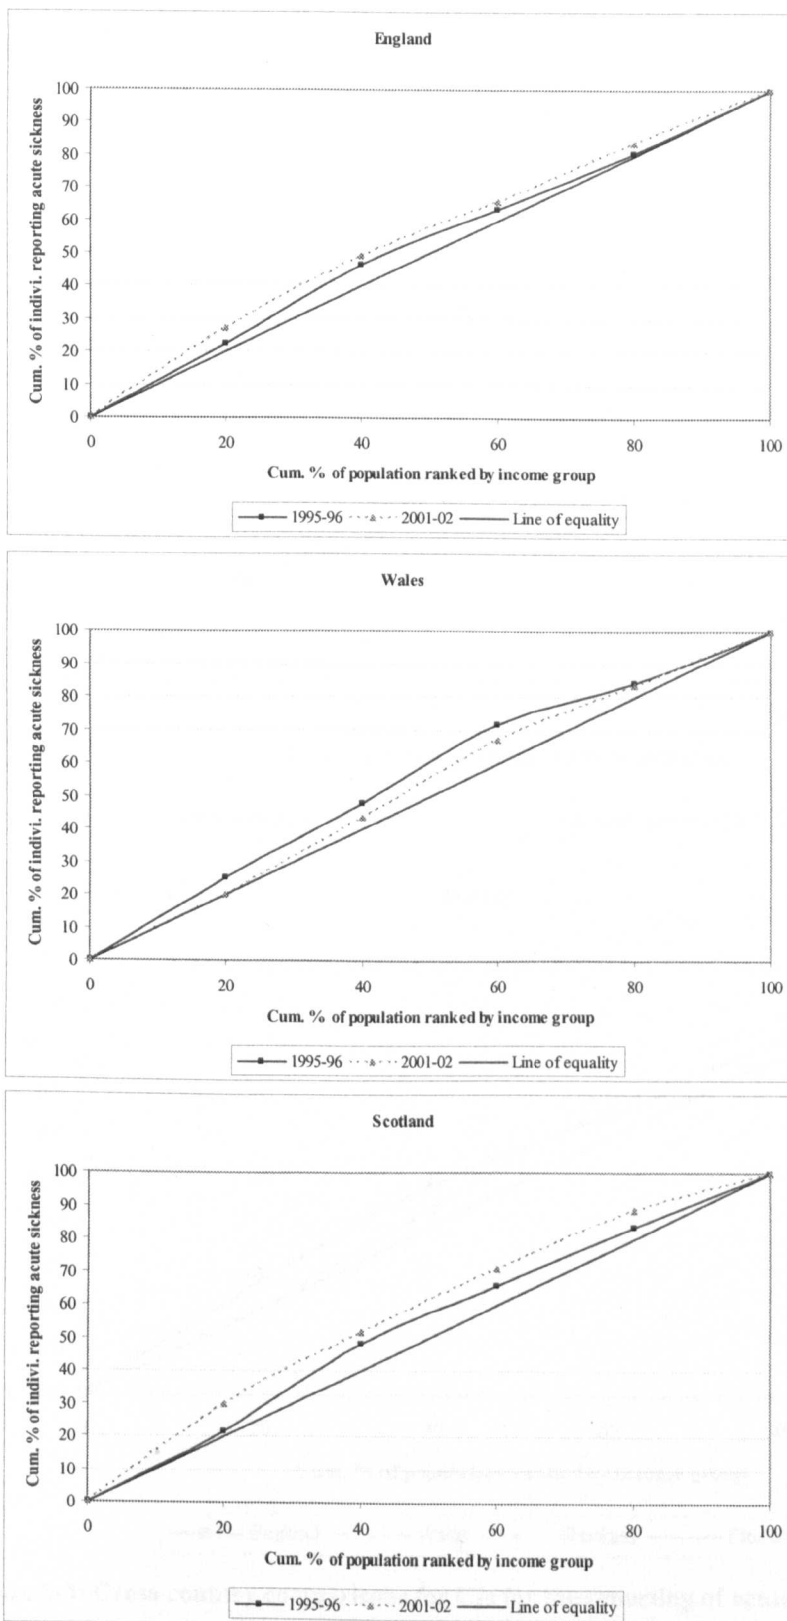 England
Cum. % of indivi. reporting acute sickness
100
90
80
70
60
50
40
30
20
10
0
0 20 40 60 80 100
Cum. % of population ranked by income group
1995-96 2001-02 Line of equality
Wales
Cum. % of indivi. reporting acute sickness
100
90
80
70
60
50
40
30
20
10
0
0 20 40 60 80 100
Cum. % of population ranked by income group
1995-96 2001-02 Line of equality
Scotland
Cum. % of indivi. reporting acute sickness
100
90
80
70
60
50
40
30
20
10
0
0 20 40 60 80 100
Cum. % of population ranked by income group
1995-96 2001-02 Line of equality